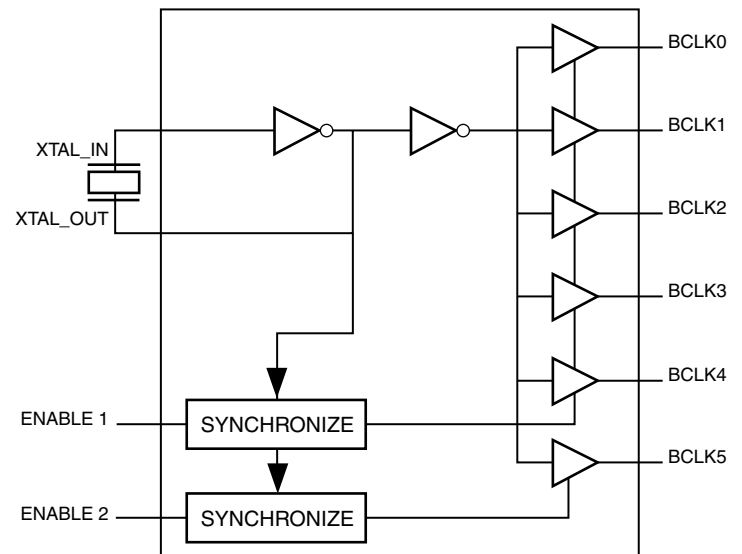 BCLK0
BCLK1
XTAL_IN
XTAL_OUT
BCLK2
BCLK3
BCLK4
ENABLE 1
SYNCHRONIZE
BCLK5
ENABLE 2
SYNCHRONIZE